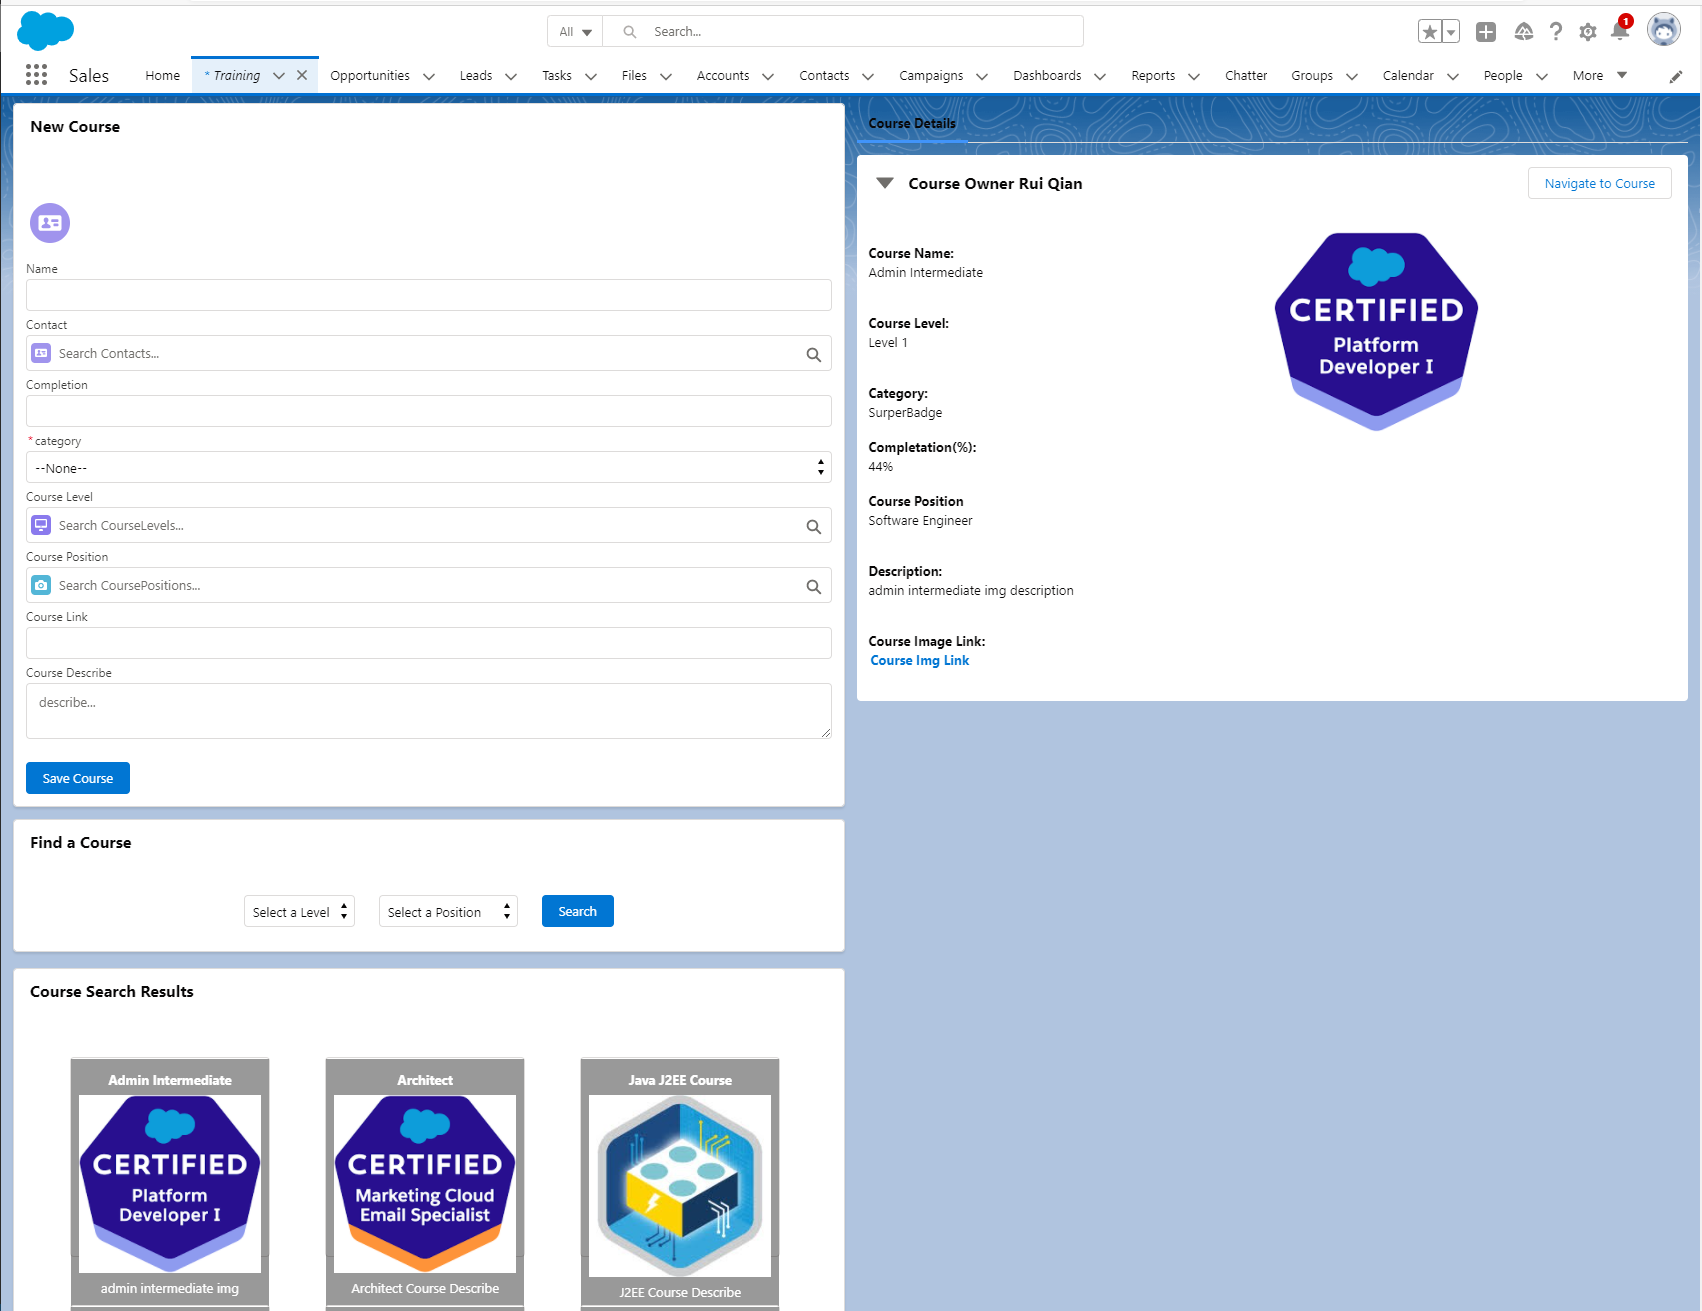 All
Search...
1
Sales
Home
* Training
Opportunities
Leads
Tasks
Files
Accounts
Contacts
Campaigns
Dashboards
Reports
Chatter
Groups
Calendar
People
More
New Course
Name
Contact
Search Contacts...
Completion
*category
--None--
Course Level
Search CourseLevels...
Course Position
Search CoursePositions...
Course Link
Course Describe
describe...
Save Course
Find a Course
Select a Level
Select a Position
Search
Course Search Results
Admin Intermediate
CERTIFIED
Platform
Developer I
admin intermediate img
Architect
CERTIFIED
Marketing Cloud
Email Specialist
Architect Course Describe
Java J2EE Course
J2EE Course Describe
Course Details
Course Owner Rui Qian
Navigate to Course
Course Name:
Admin Intermediate
Course Level:
Level 1
Category:
SurperBadge
Completation(%):
44%
Course Position
Software Engineer
Description:
admin intermediate img description
Course Image Link:
Course Img Link
CERTIFIED
Platform
Developer I